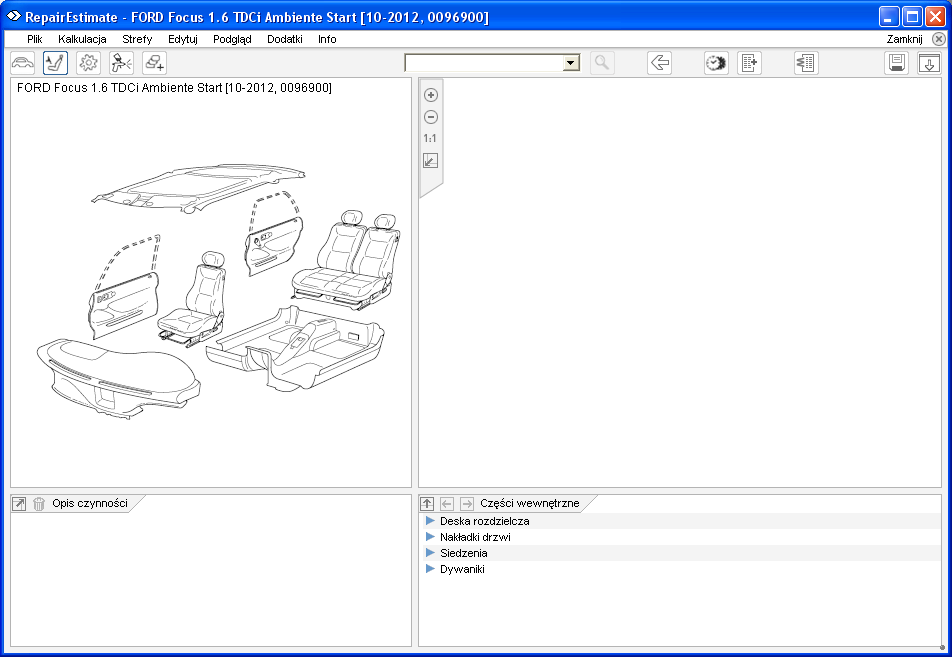 RepairEstimate - FORD Focus 1.6 TDCi Ambiente Start [10-2012, 0096900]
Plik Kalkulacja Strefy Edytuj Podgląd Dodatki Info Zamknij
FORD Focus 1.6 TDCi Ambiente Start [10-2012, 0096900]
1:1
Opis czynności
Części wewnętrzne
Deska rozdzielcza
Nakładki drzwi
Siedzenia
Dywaniki